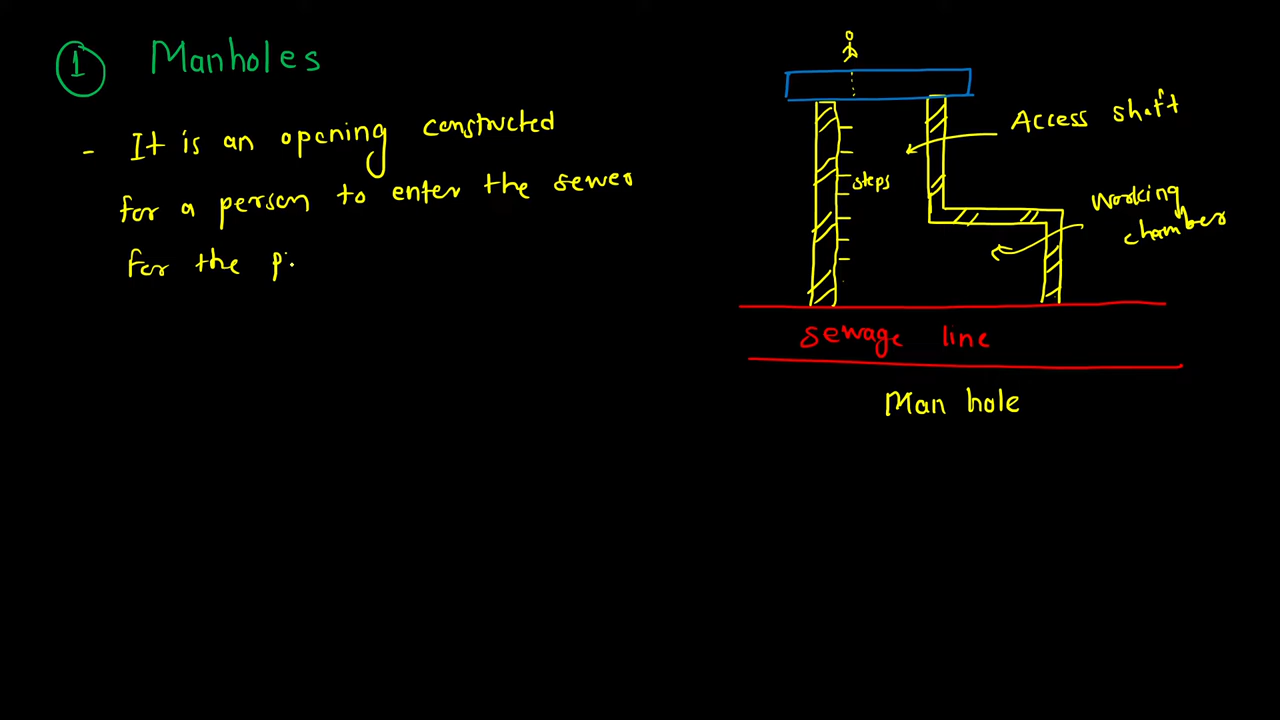 1 Manholes
- It is an opening constructed
for a person to enter the sewer
for the p
Access shaft
steps
Working
chamber
sewage line
Man hole